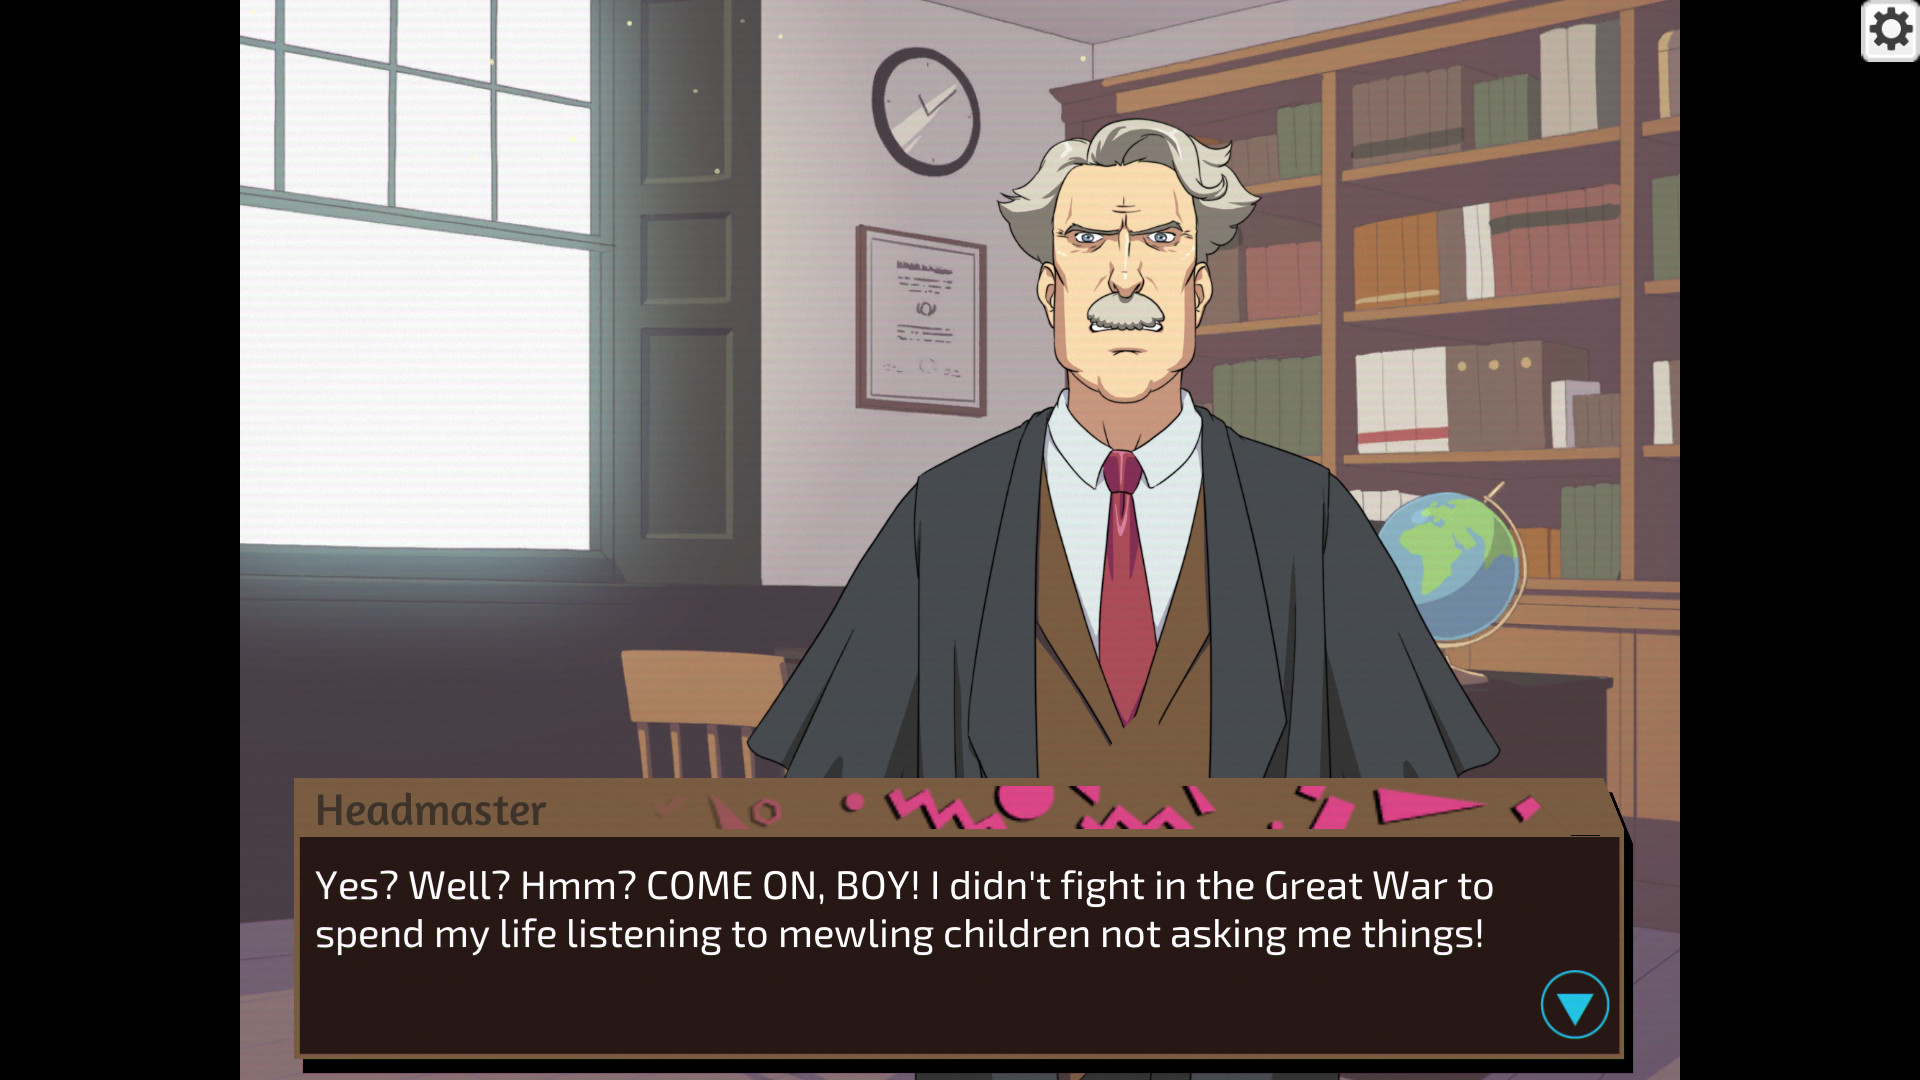 Headmaster
Yes? Well? Hmm? COME ON, BOY! I didn't fight in the Great War to
spend my life listening to mewling children not asking me things!